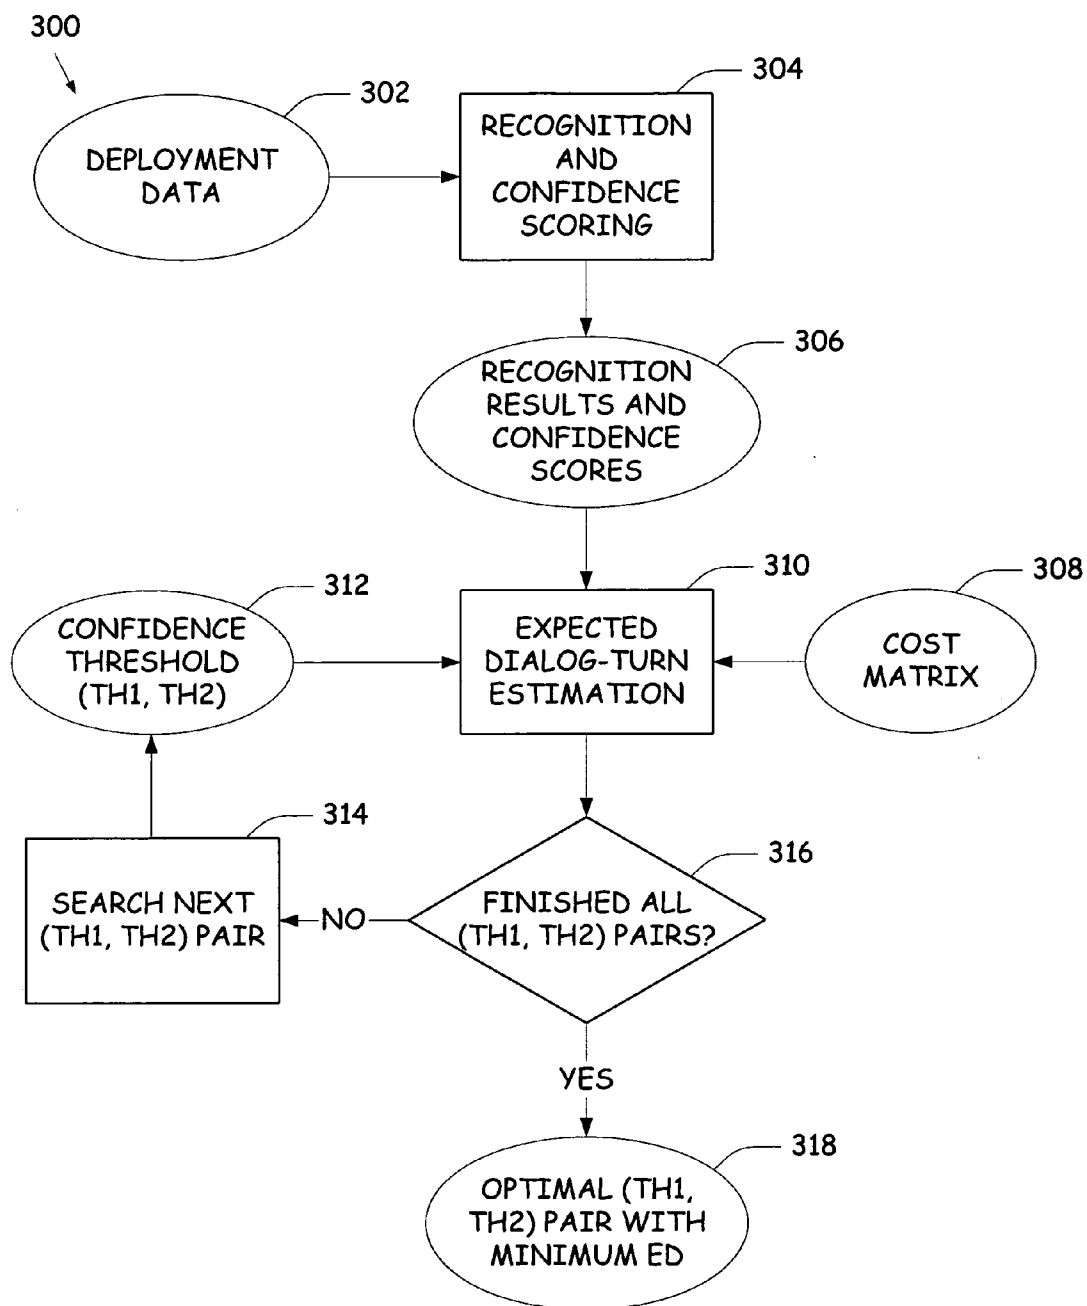 300
302
DEPLOYMENT
DATA
304
RECOGNITION
AND
CONFIDENCE
SCORING
306
RECOGNITION
RESULTS AND
CONFIDENCE
SCORES
312
CONFIDENCE
THRESHOLD
(TH1, TH2)
310
EXPECTED
DIALOG-TURN
ESTIMATION
308
COST
MATRIX
314
SEARCH NEXT
(TH1, TH2) PAIR
NO
316
FINISHED ALL
(TH1, TH2) PAIRS?
YES
318
OPTIMAL (TH1,
TH2) PAIR WITH
MINIMUM ED